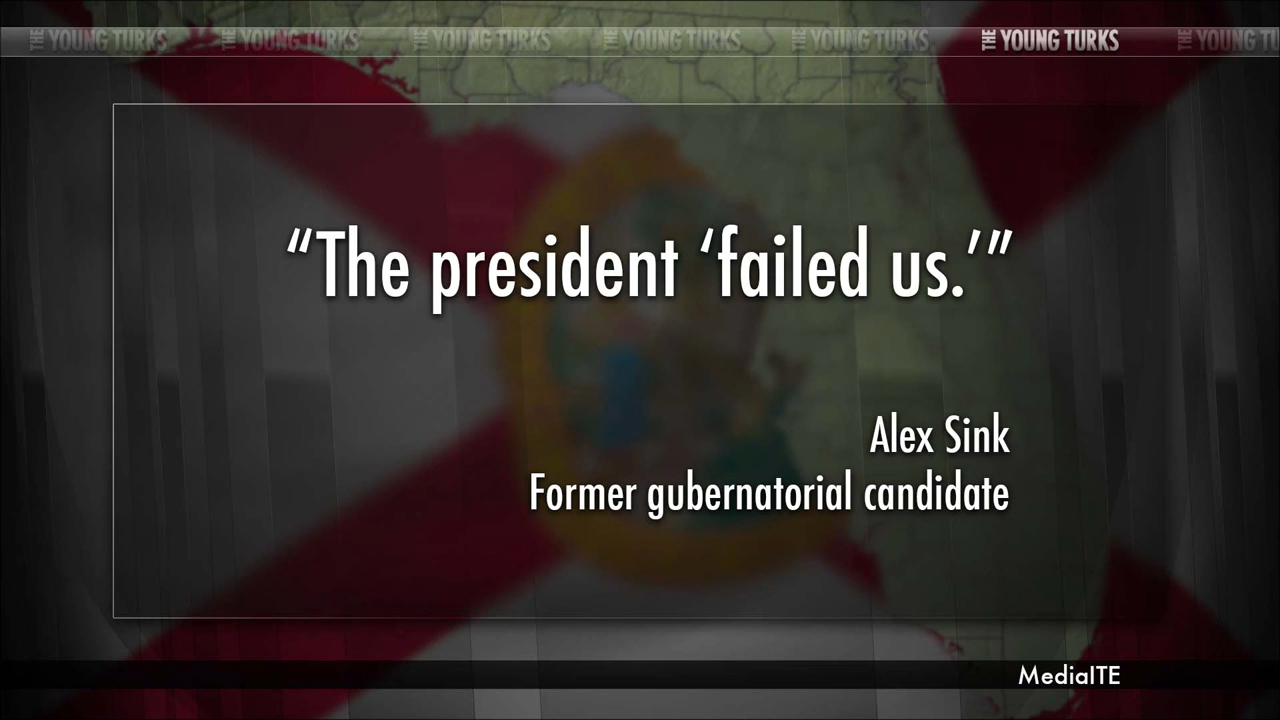 THE YOUNG TURKS THE YOUNG TURKS THE YOUNG TURKS THE YOUNG TURKS THE YOUNG TURKS THE YOUNG TURKS THE YOUNG TU
“The president ‘failed us.’”
Alex Sink
Former gubernatorial candidate
MediaITE